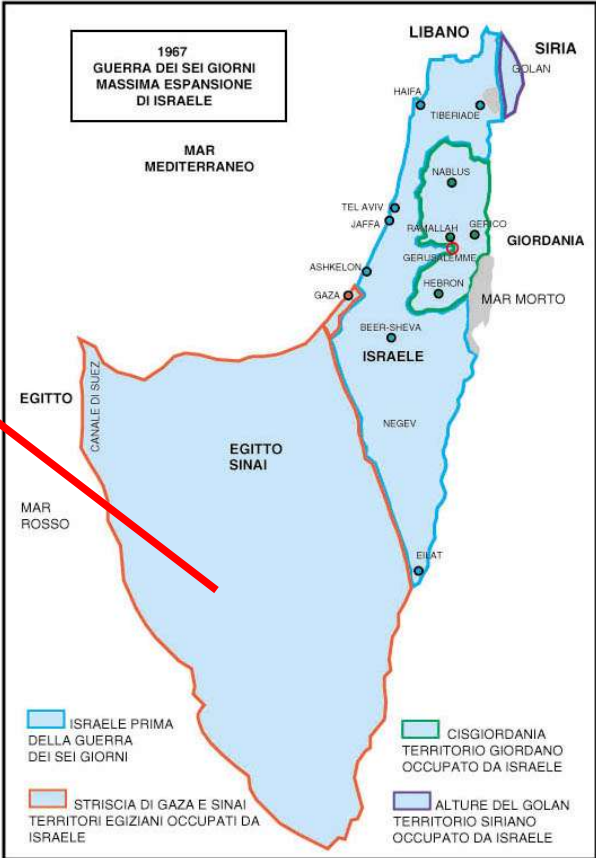 1967
GUERRA DEI SEI GIORNI
MASSIMA ESPANSIONE
DI ISRAELE
LIBANO
SIRIA
GOLAN
HAIFA
TIBERIADE
MAR
MEDITERRANEO
NABLUS
TEL AVIV
JAFFA
RAMALLAH
GERICO
GIORDANIA
GERUSALEMME
ASHKELON
HEBRON
GAZA
MAR MORTO
BEER-SHEVA
ISRAELE
EGITTO
CANALE DI SUEZ
NEGEV
EGITTO
SINAI
MAR
ROSSO
EILAT
ISRAELE PRIMA
DELLA GUERRA
DEI SEI GIORNI
CISGIORDANIA
TERRITORIO GIORDANO
OCCUPATO DA ISRAELE
STRISCIA DI GAZA E SINAI
TERRITORI EGIZIANI OCCUPATI DA
ISRAELE
ALTURE DEL GOLAN
TERRITORIO SIRIANO
OCCUPATO DA ISRAELE